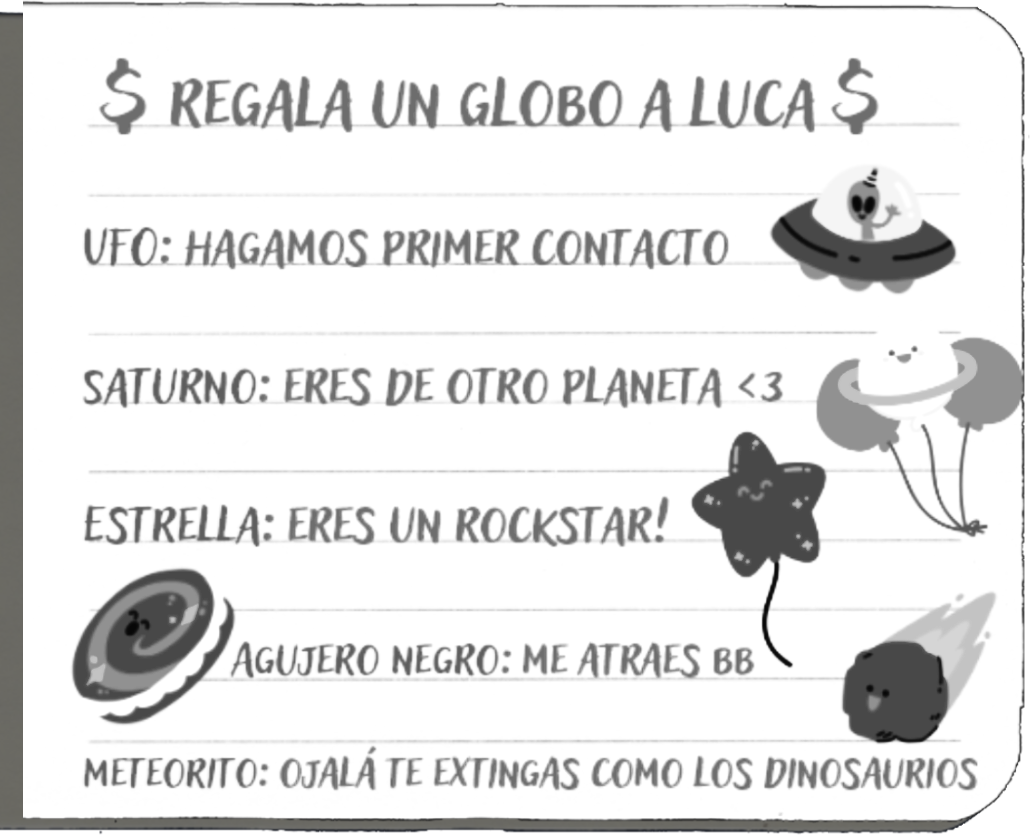 $ REGALA UN GLOBO A LUCA $
UFO: HAGAMOS PRIMER CONTACTO
SATURNO: ERES DE OTRO PLANETA <3
ESTRELLA: ERES UN ROCKSTAR!
AGUJERO NEGRO: ME ATRAES BB
METEORITO: OJALÁ TE EXTINGAS COMO LOS DINOSAURIOS